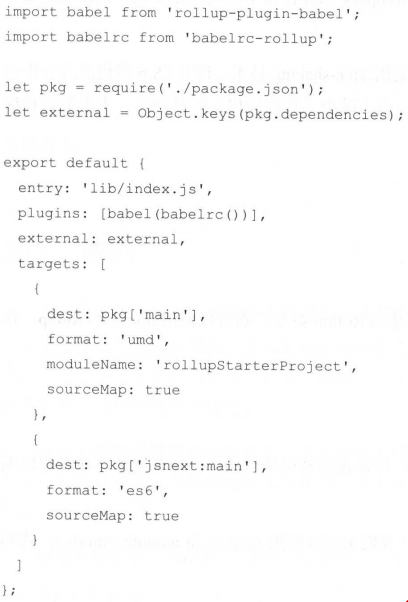 import babel from 'rollup-plugin-babel';
import babelrc from 'babelrc-rollup';
let pkg = require('./package.json');
let external = Object.keys(pkg.dependencies);
export default {
  entry: 'lib/index.js',
  plugins: [babel(babelrc())],
  external: external,
  targets: [
    {
      dest: pkg['main'],
      format: 'umd',
      moduleName: 'rollupStarterProject',
      sourceMap: true
    },
    {
      dest: pkg['jsnext:main'],
      format: 'es6',
      sourceMap: true
    }
  ]
};